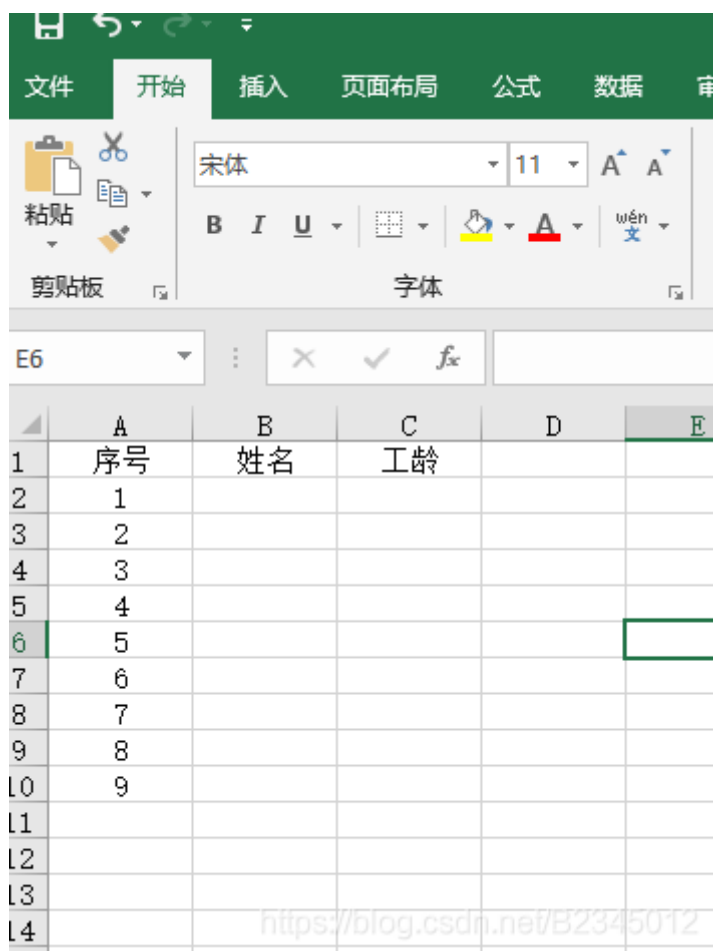 文件 开始 插入 页面布局 公式 数据 审
宋体 11 A A
粘贴 B I U A wén 文
剪贴板 字体
E6 fx
A B C D E
1 序号 姓名 工龄
2 1
3 2
4 3
5 4
6 5
7 6
8 7
9 8
10 9
11
12
13
14
https://blog.csdn.net/B2345012